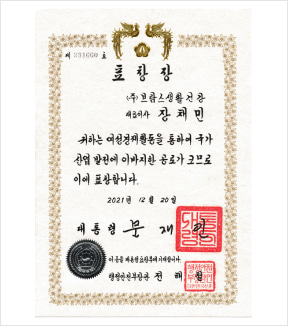 제 331000 호
표 창 장
(주)브랍스생활건강
대표이사 장 채 민
귀하는 여성경제활동을 통하여 국가
산업 발전에 이바지한 공로가 크므로
이에 표창합니다.
2021년 12월 20일
대 통 령 문 재 인
이 증을 대통령표창부에 기재합니다.
행정안전부장관 전 해 철